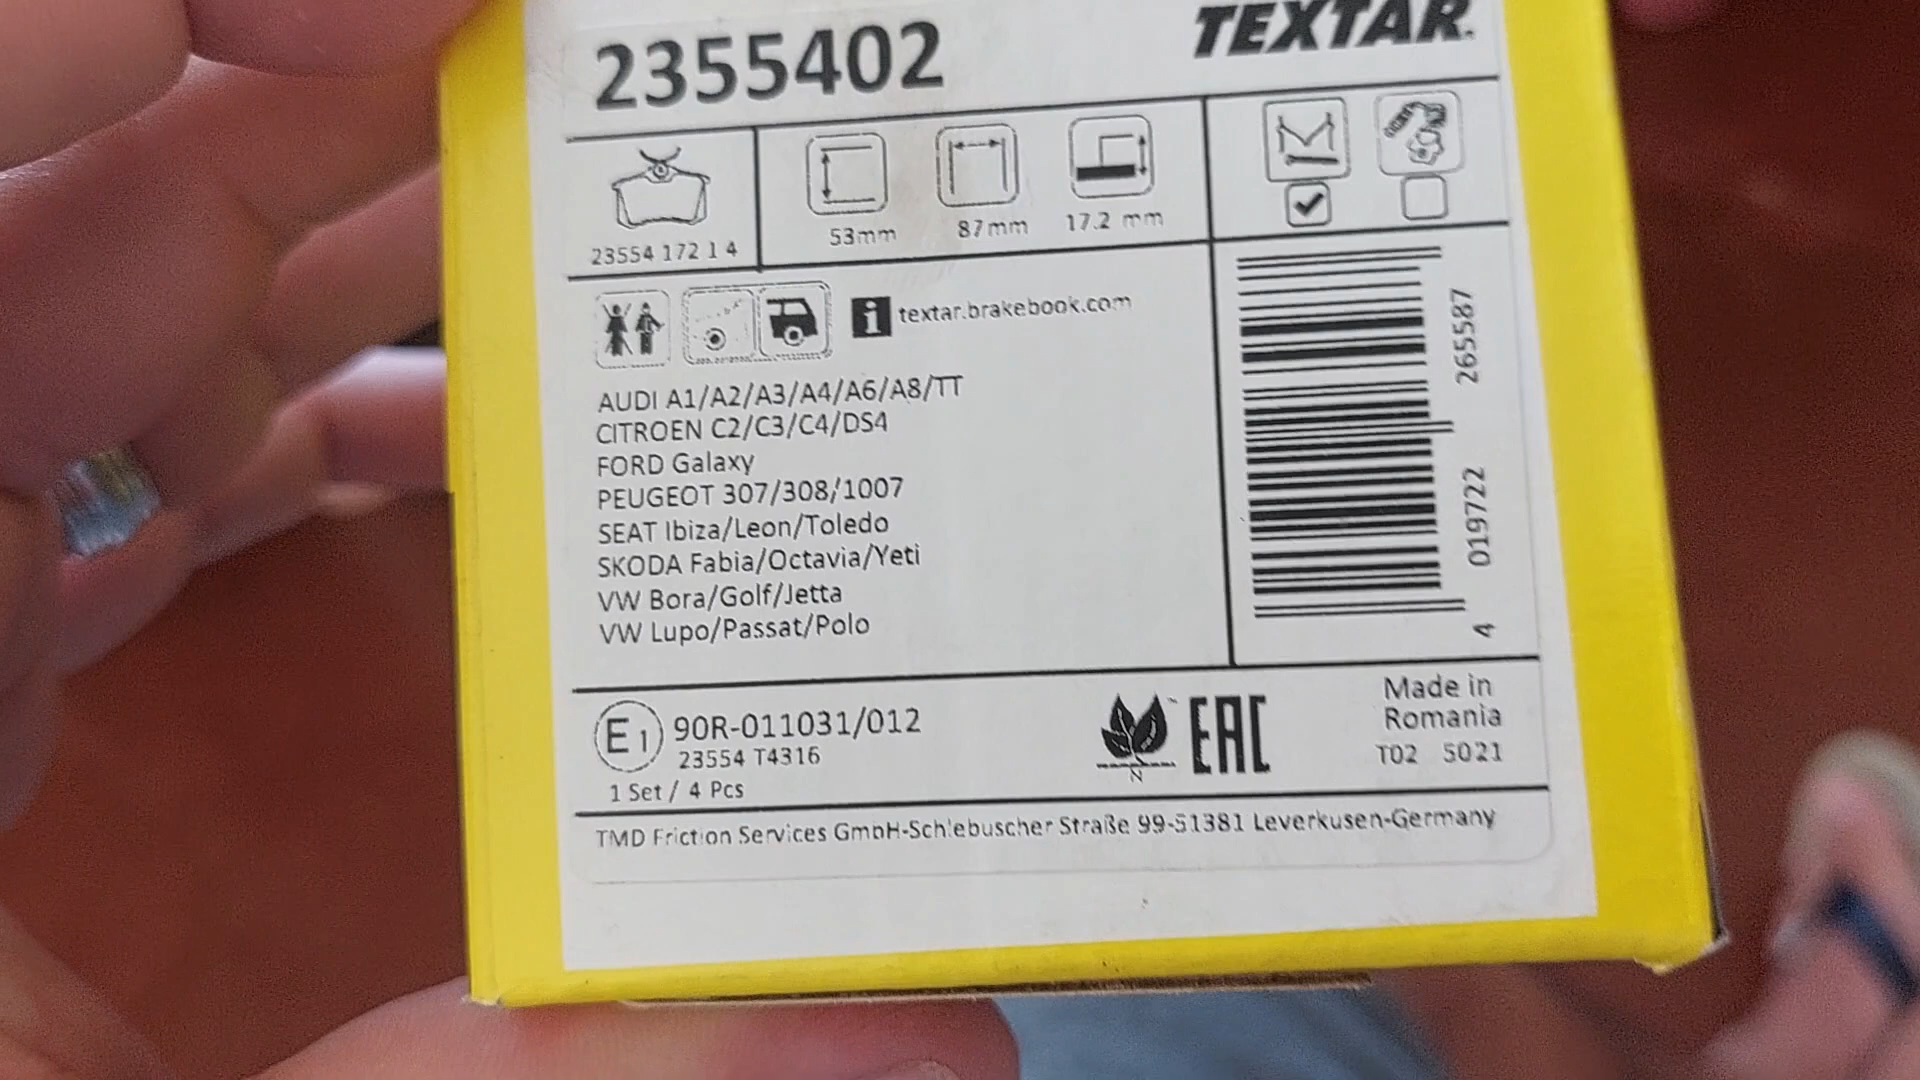 2355402
TEXTAR
23554 172 1 4
53mm
87mm
17.2 mm
textar.brakebook.com
AUDI A1/A2/A3/A4/A6/A8/TT
CITROEN C2/C3/C4/DS4
FORD Galaxy
PEUGEOT 307/308/1007
SEAT Ibiza/Leon/Toledo
SKODA Fabia/Octavia/Yeti
VW Bora/Golf/Jetta
VW Lupo/Passat/Polo
4 019722 265587
E1 90R-011031/012
23554 T4316
1 Set / 4 Pcs
N
EAC
Made in
Romania
T02 5021
TMD Friction Services GmbH-Schlebuscher Straße 99-51381 Leverkusen-Germany